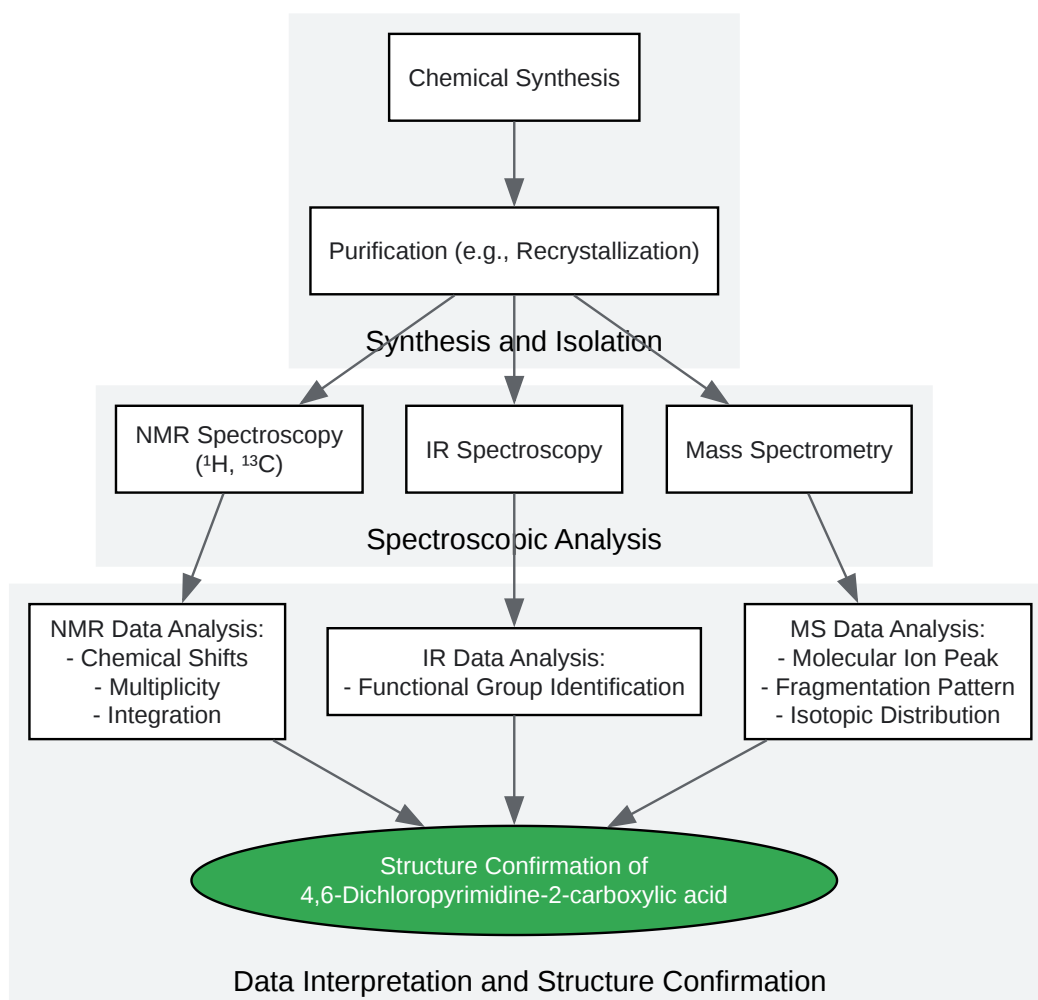 Chemical Synthesis
Purification (e.g., Recrystallization)
Synthesis and Isolation
NMR Spectroscopy
(¹H, ¹³C)
IR Spectroscopy
Mass Spectrometry
Spectroscopic Analysis
NMR Data Analysis:
- Chemical Shifts
- Multiplicity
- Integration
IR Data Analysis:
- Functional Group Identification
MS Data Analysis:
- Molecular Ion Peak
- Fragmentation Pattern
- Isotopic Distribution
Structure Confirmation of
4,6-Dichloropyrimidine-2-carboxylic acid
Data Interpretation and Structure Confirmation